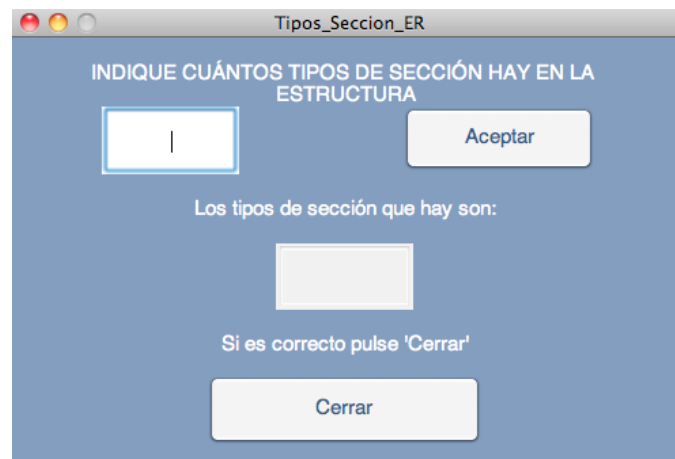 Tipos_Seccion_ER
INDIQUE CUÁNTOS TIPOS DE SECCIÓN HAY EN LA
ESTRUCTURA
Aceptar
Los tipos de sección que hay son:
Si es correcto pulse 'Cerrar'
Cerrar